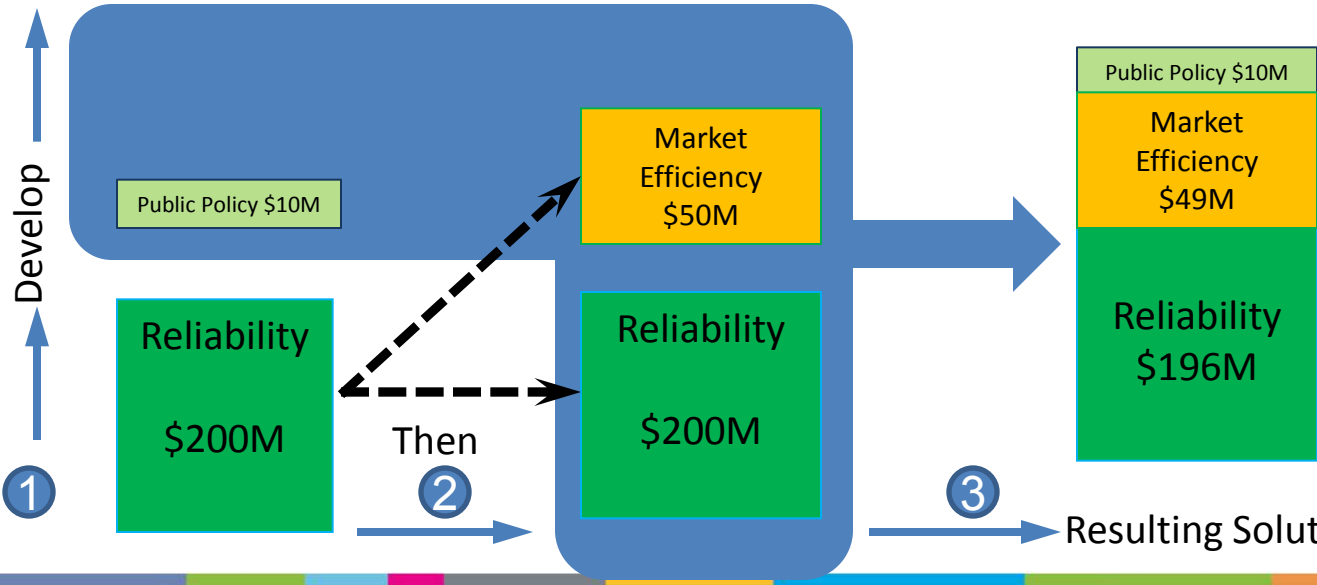 Develop
1
Public Policy $10M
Reliability
$200M
Then
2
Market
Efficiency
$50M
Reliability
$200M
3
Public Policy $10M
Market
Efficiency
$49M
Reliability
$196M
Resulting Solut